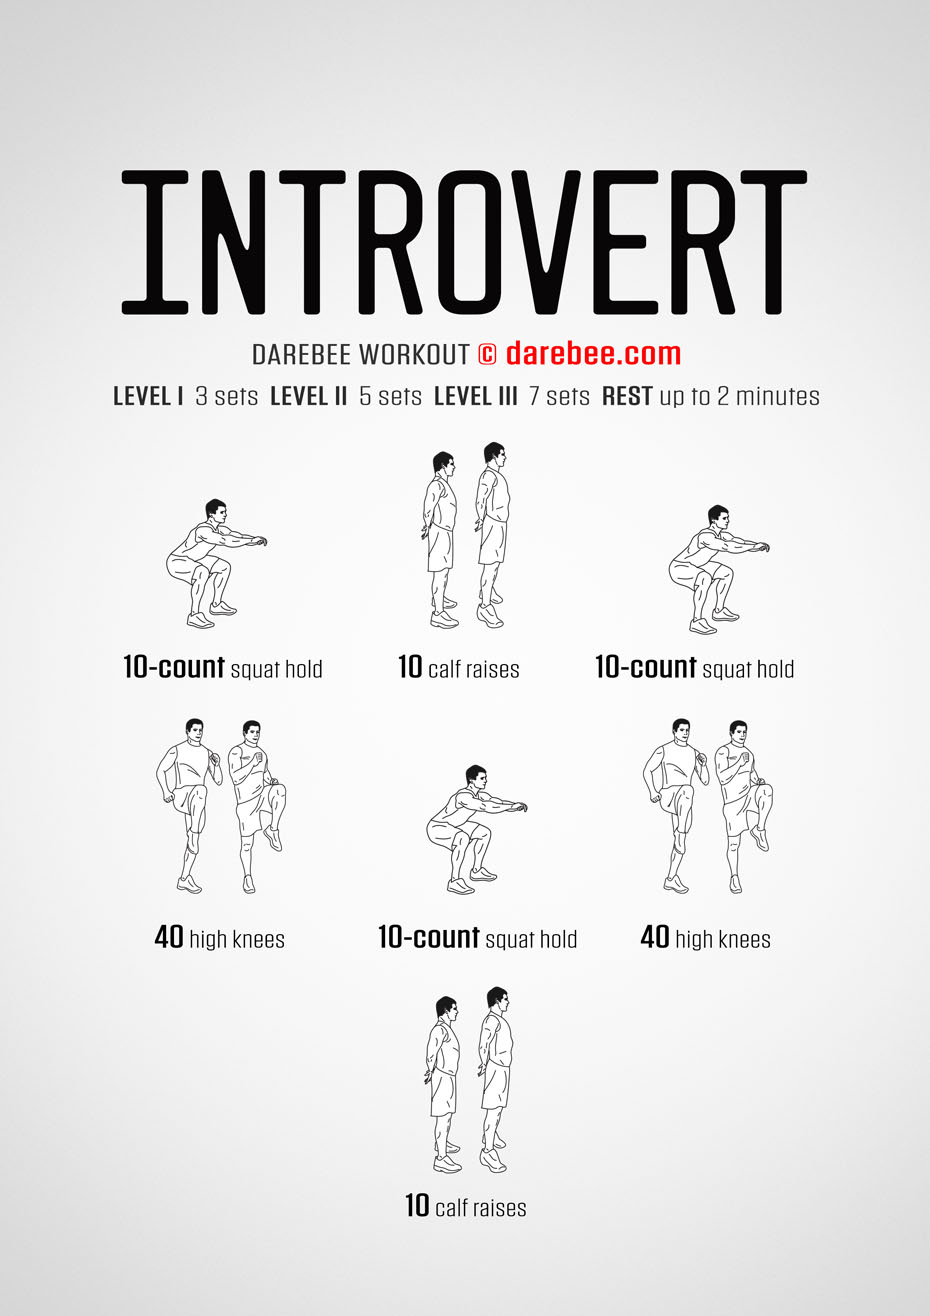 INTROVERT
DAREBEE WORKOUT © darebee.com
LEVEL I 3 sets LEVEL II 5 sets LEVEL III 7 sets REST up to 2 minutes
10-count squat hold
10 calf raises
10-count squat hold
40 high knees
10-count squat hold
40 high knees
10 calf raises